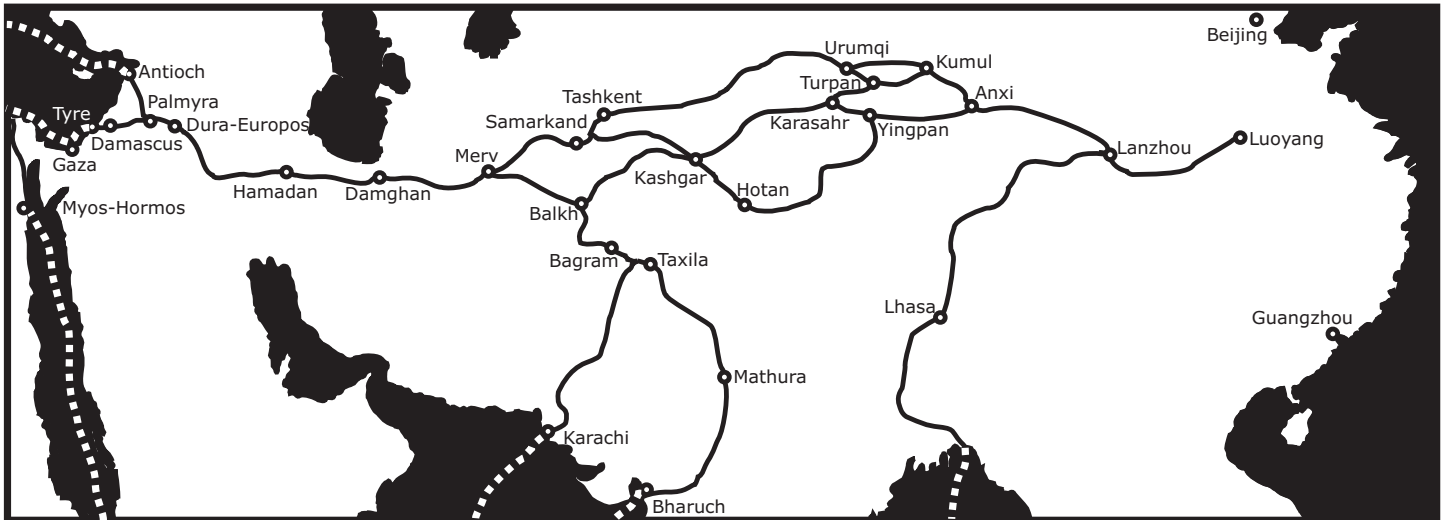 Beijing
Urumqi
Kumul
Antioch
Turpan
Anxi
Tashkent
Palmyra
Tyre
Samarkand
Karasahr
Yingpan
Dura-Europos
Damascus
Luoyang
Lanzhou
Gaza
Merv
Kashgar
Hamadan
Damghan
Hotan
Myos-Hormos
Balkh
Bagram
Taxila
Lhasa
Guangzhou
Mathura
Karachi
Bharuch